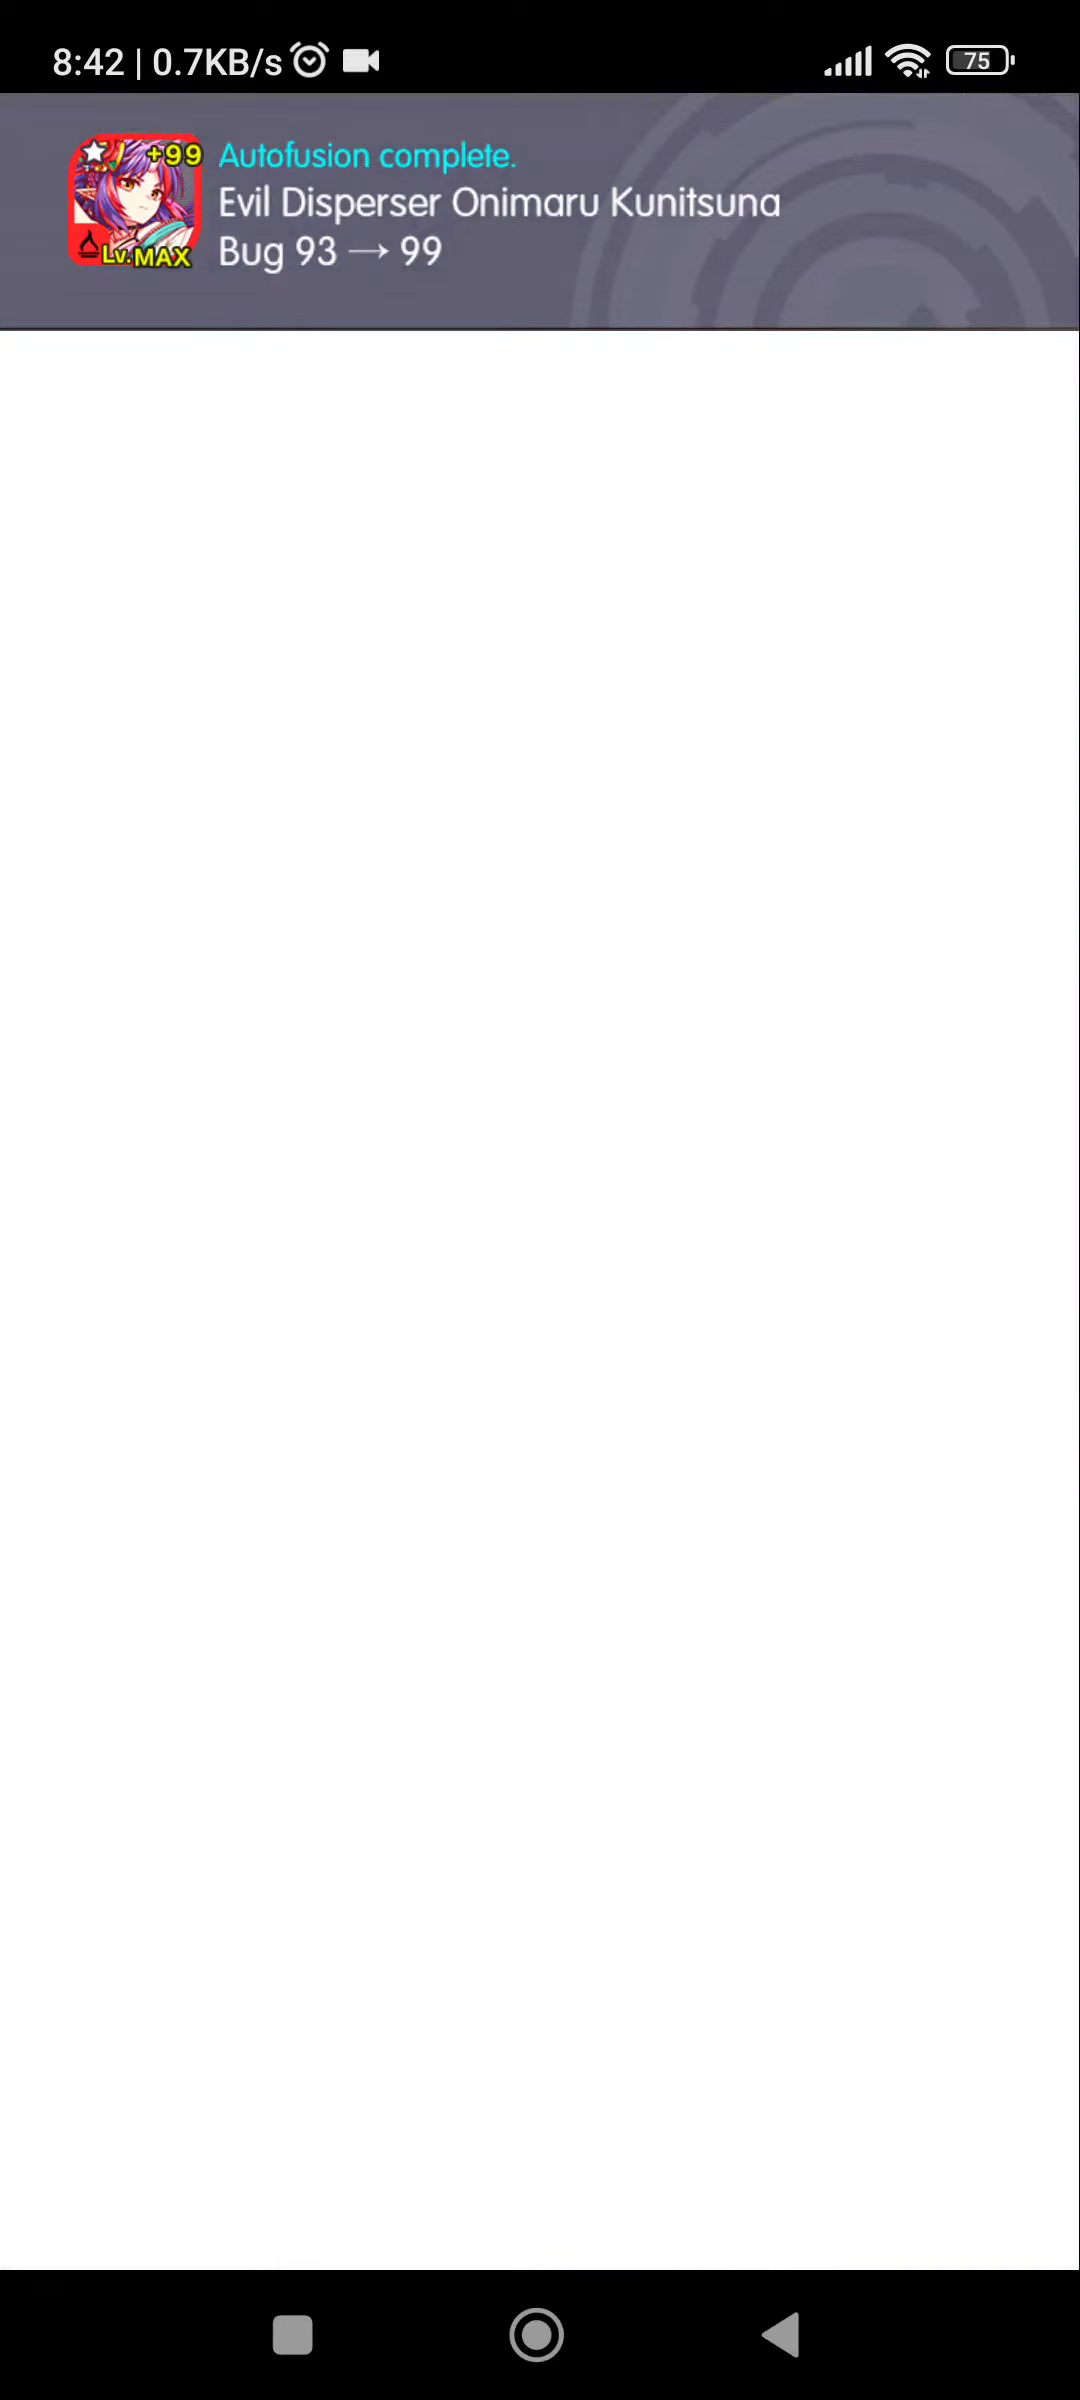 8:42 | 0.7KB/s
75
+99
Lv.MAX
Autofusion complete.
Evil Disperser Onimaru Kunitsuna
Bug 93 → 99